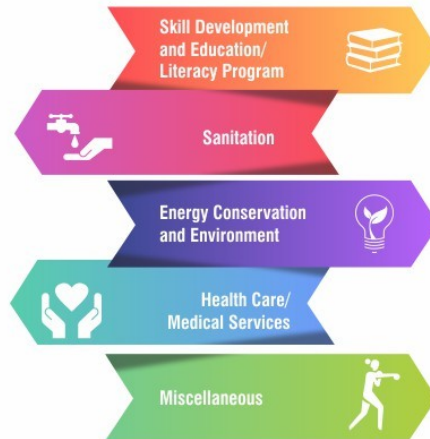 Skill Development
and Education/
Literacy Program
Sanitation
Energy Conservation
and Environment
Health Care/
Medical Services
Miscellaneous